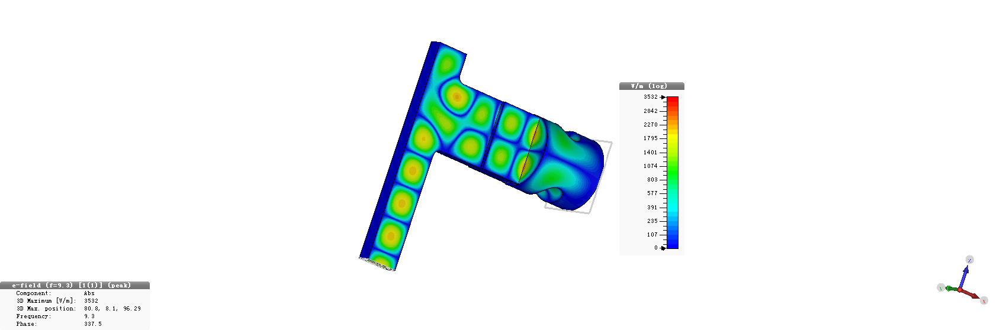 V/m (log)
3532
2842
2270
1795
1401
1074
803
577
391
235
107
0
Z
Y
X
e-field (f=9.3) [1(1)] (peak)
Component: Abs
3D Maximum [V/m]: 3532
3D Max. position: 80.8, 8.1, 96.29
Frequency: 9.3
Phase: 337.5